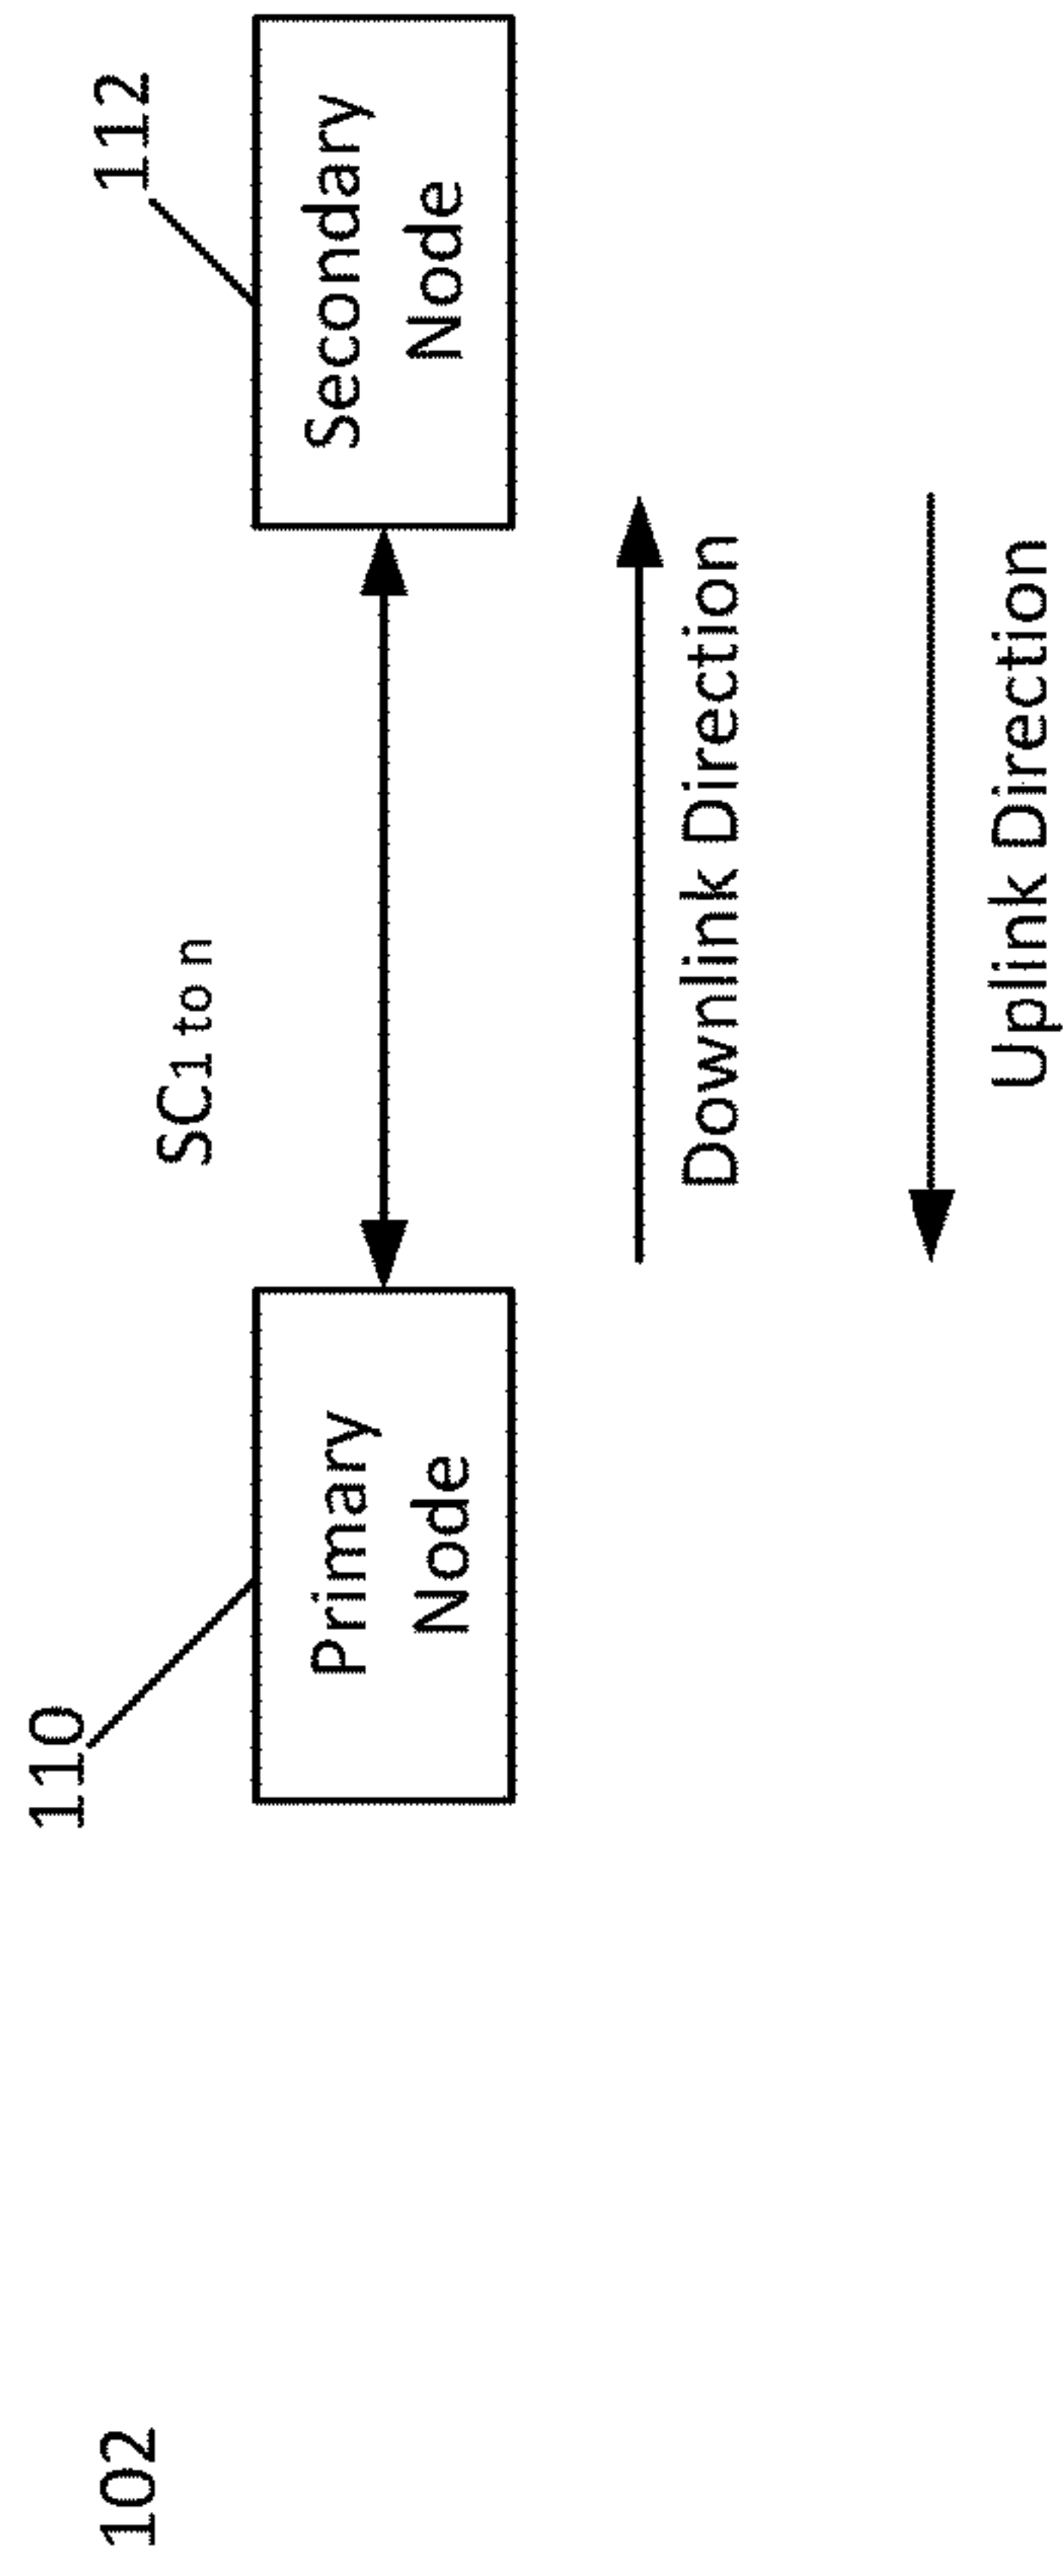 102
110
112
SC1 to n
Primary
Node
Secondary
Node
Downlink Direction
Uplink Direction